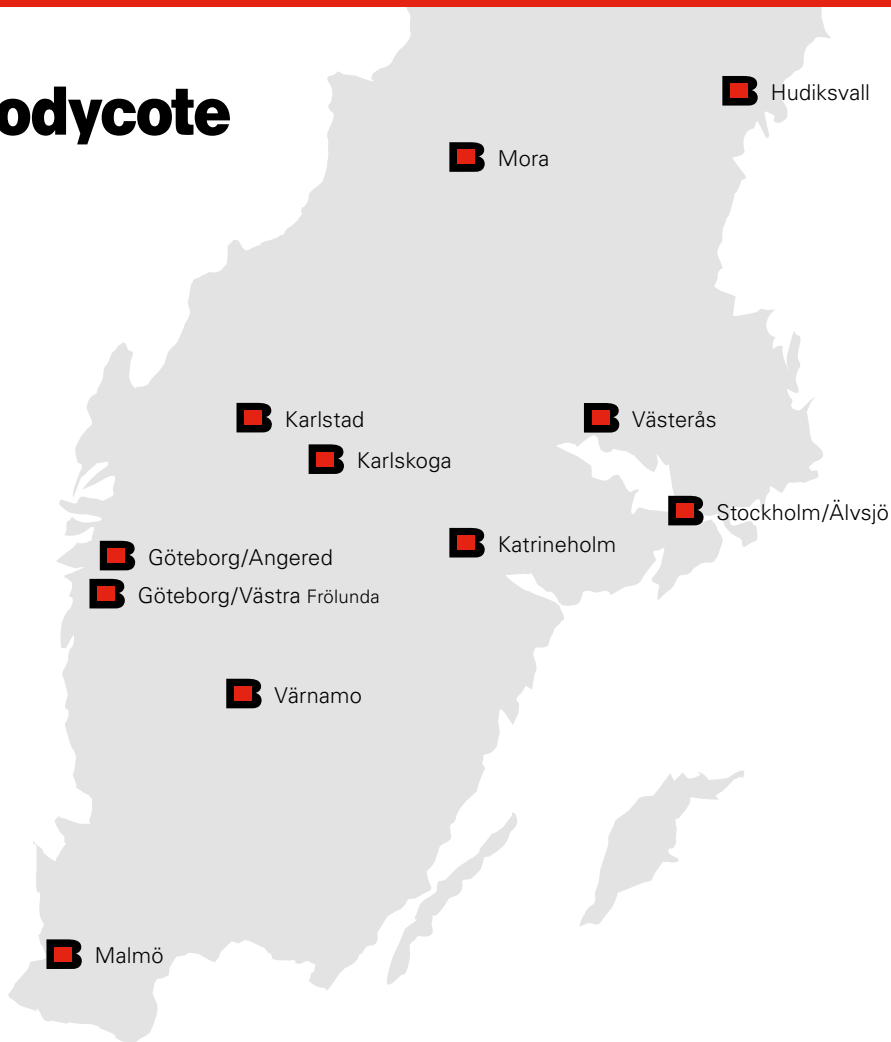 odycote
Hudiksvall
Mora
Karlstad
Västerås
Karlskoga
Stockholm/Älvsjö
Katrineholm
Göteborg/Angered
Göteborg/Västra Frölunda
Värnamo
Malmö